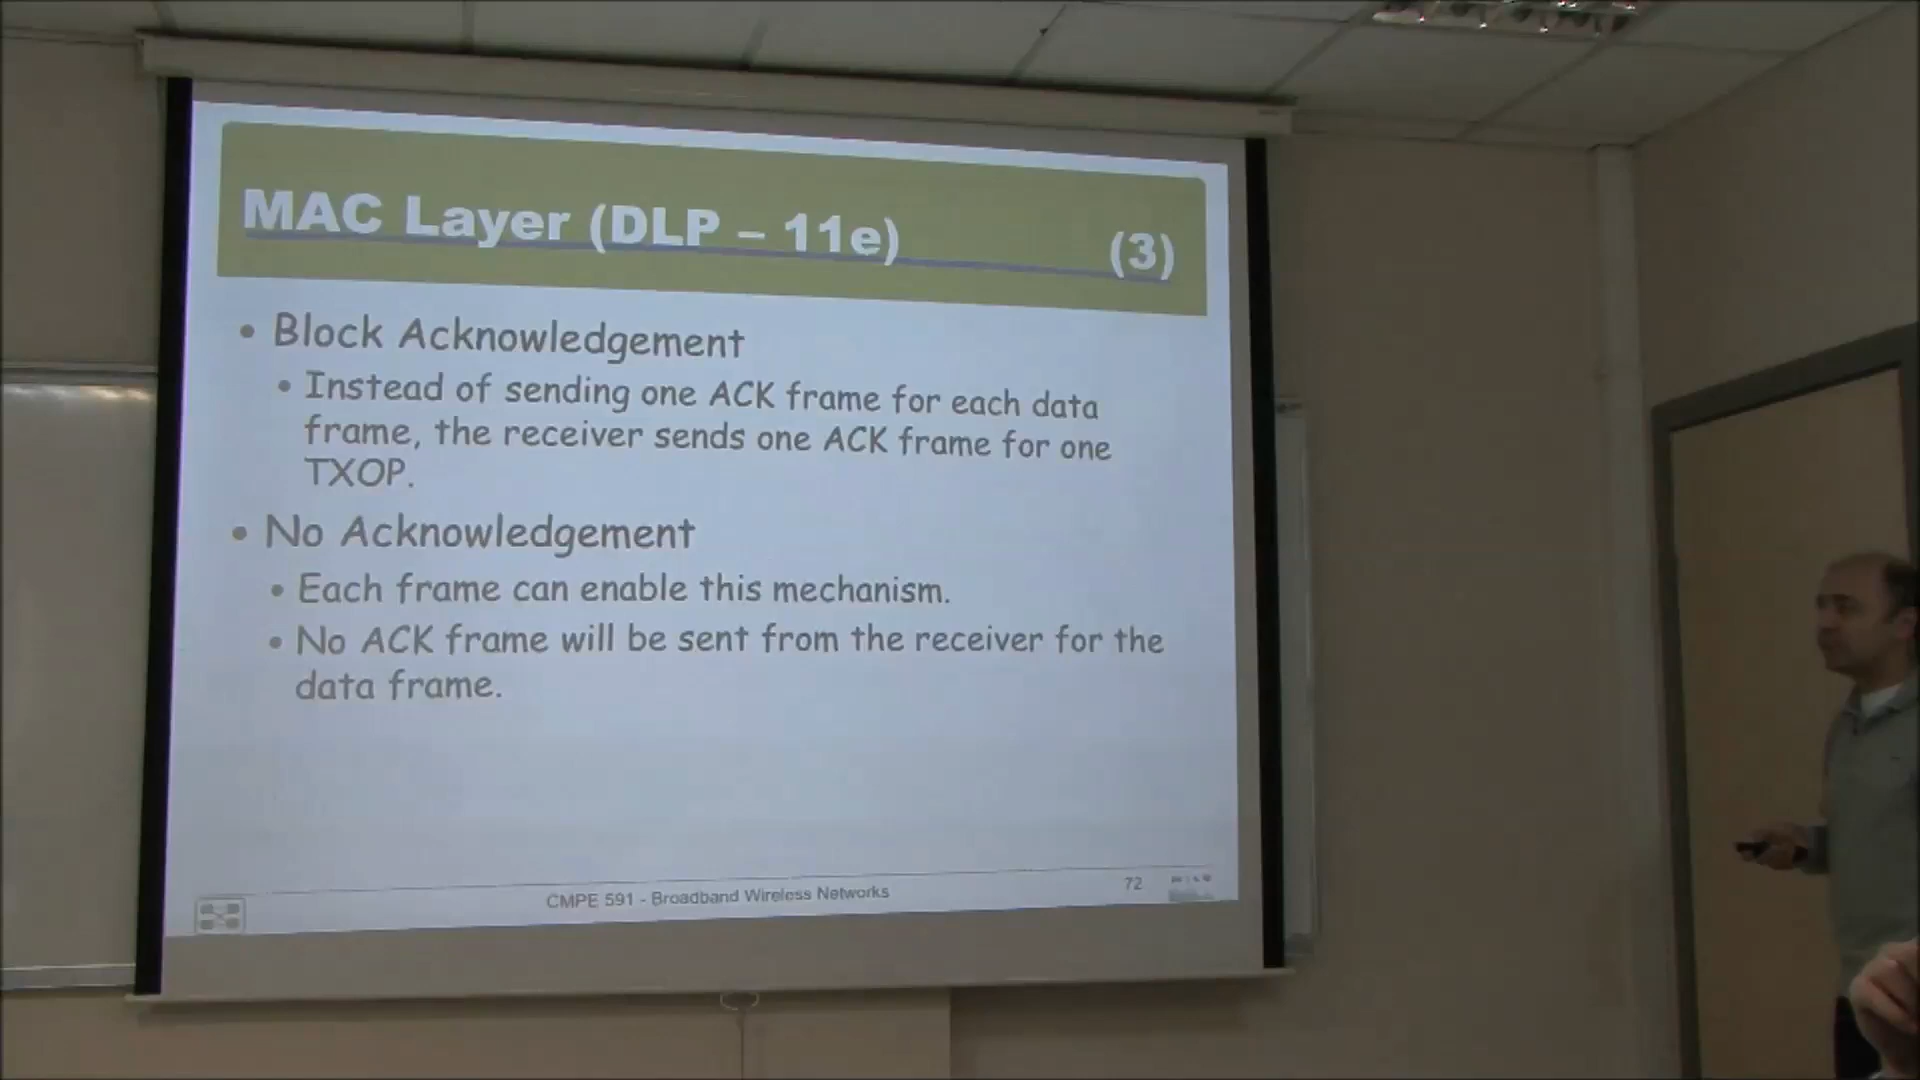 MAC Layer (DLP – 11e) (3)
• Block Acknowledgement
• Instead of sending one ACK frame for each data
frame, the receiver sends one ACK frame for one
TXOP.
• No Acknowledgement
• Each frame can enable this mechanism.
• No ACK frame will be sent from the receiver for the
data frame.
CMPE 591 - Broadband Wireless Networks
72